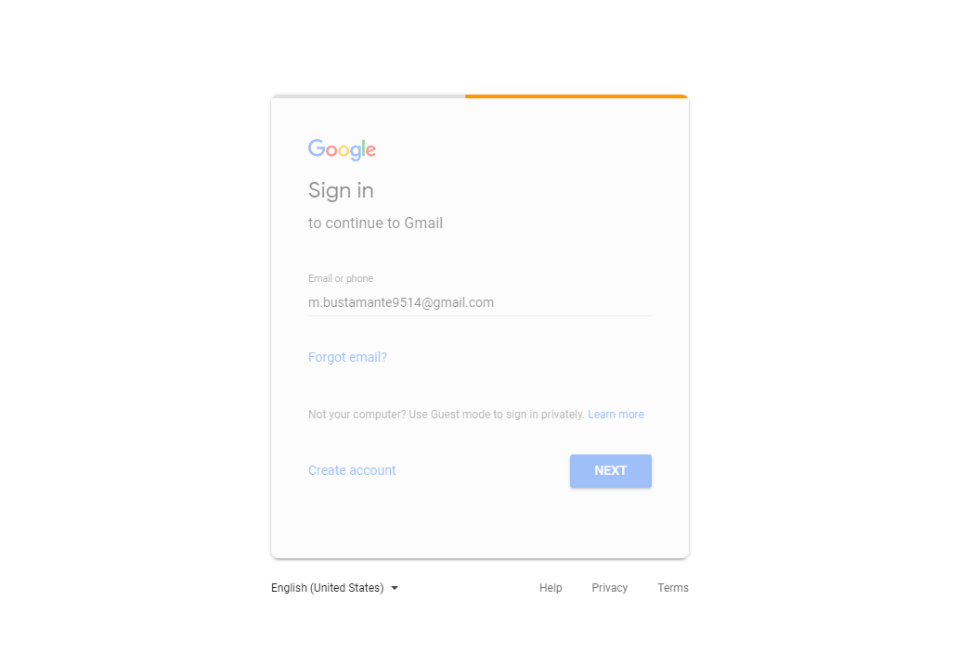 Google
Sign in
to continue to Gmail
Email or phone
m.bustamante9514@gmail.com
Forgot email?
Not your computer? Use Guest mode to sign in privately. Learn more
Create account NEXT
English (United States) Help Privacy Terms